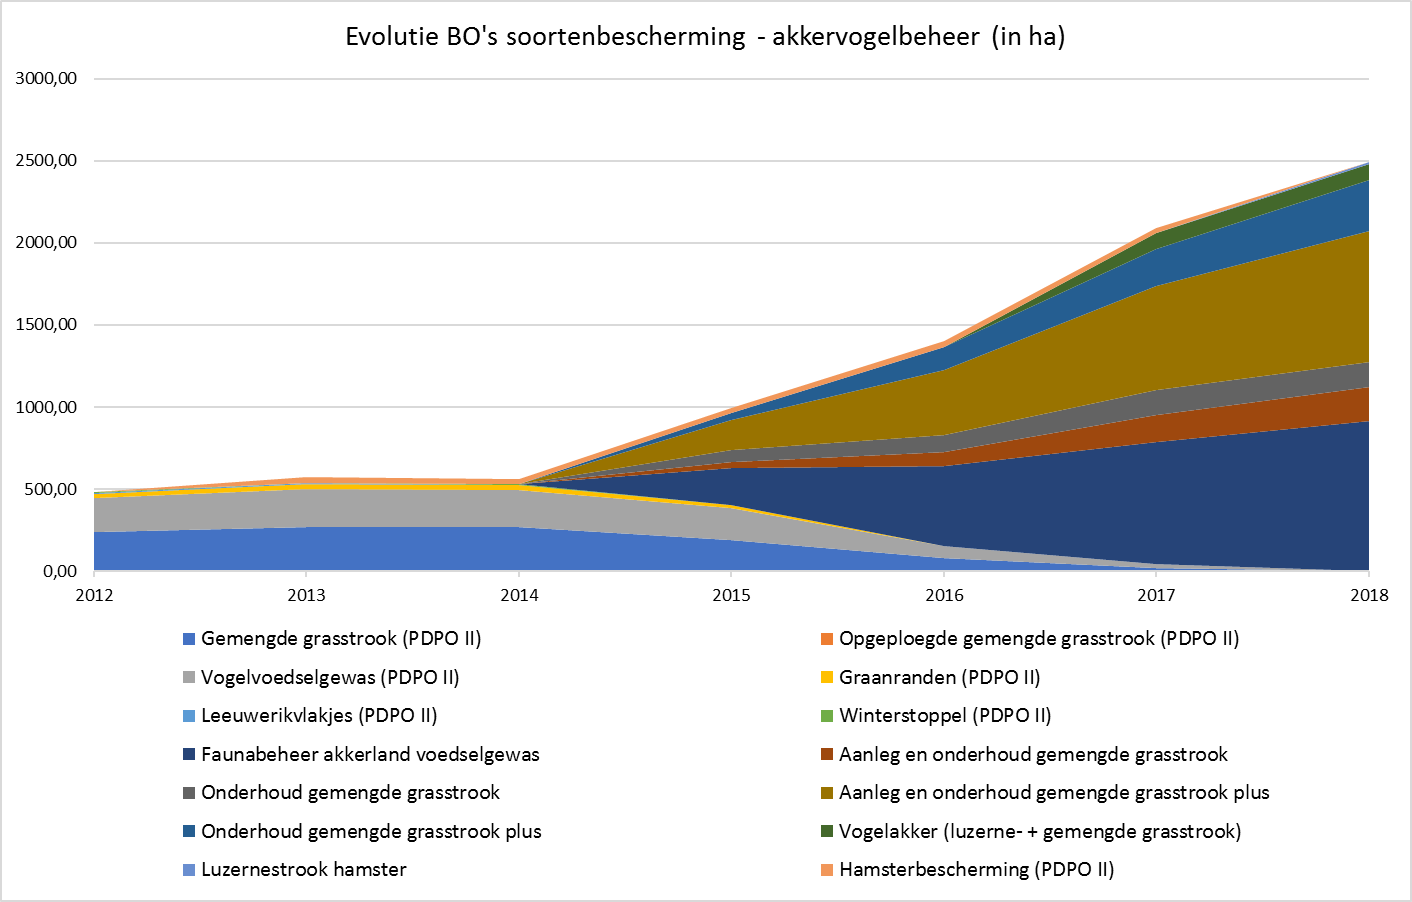 Evolutie BO's soortenbescherming - akkervogelbeheer (in ha)
3000,00
2500,00
2000,00
1500,00
1000,00
500,00
0,00
2012 2013 2014 2015 2016 2017 2018
Gemengde grasstrook (PDPO II) Opgeploegde gemengde grasstrook (PDPO II)
Vogelvoedselgewas (PDPO II) Graanranden (PDPO II)
Leeuwerikvlakjes (PDPO II) Winterstoppel (PDPO II)
Faunabeheer akkerland voedselgewas Aanleg en onderhoud gemengde grasstrook
Onderhoud gemengde grasstrook Aanleg en onderhoud gemengde grasstrook plus
Onderhoud gemengde grasstrook plus Vogelakker (luzerne- + gemengde grasstrook)
Luzernestrook hamster Hamsterbescherming (PDPO II)